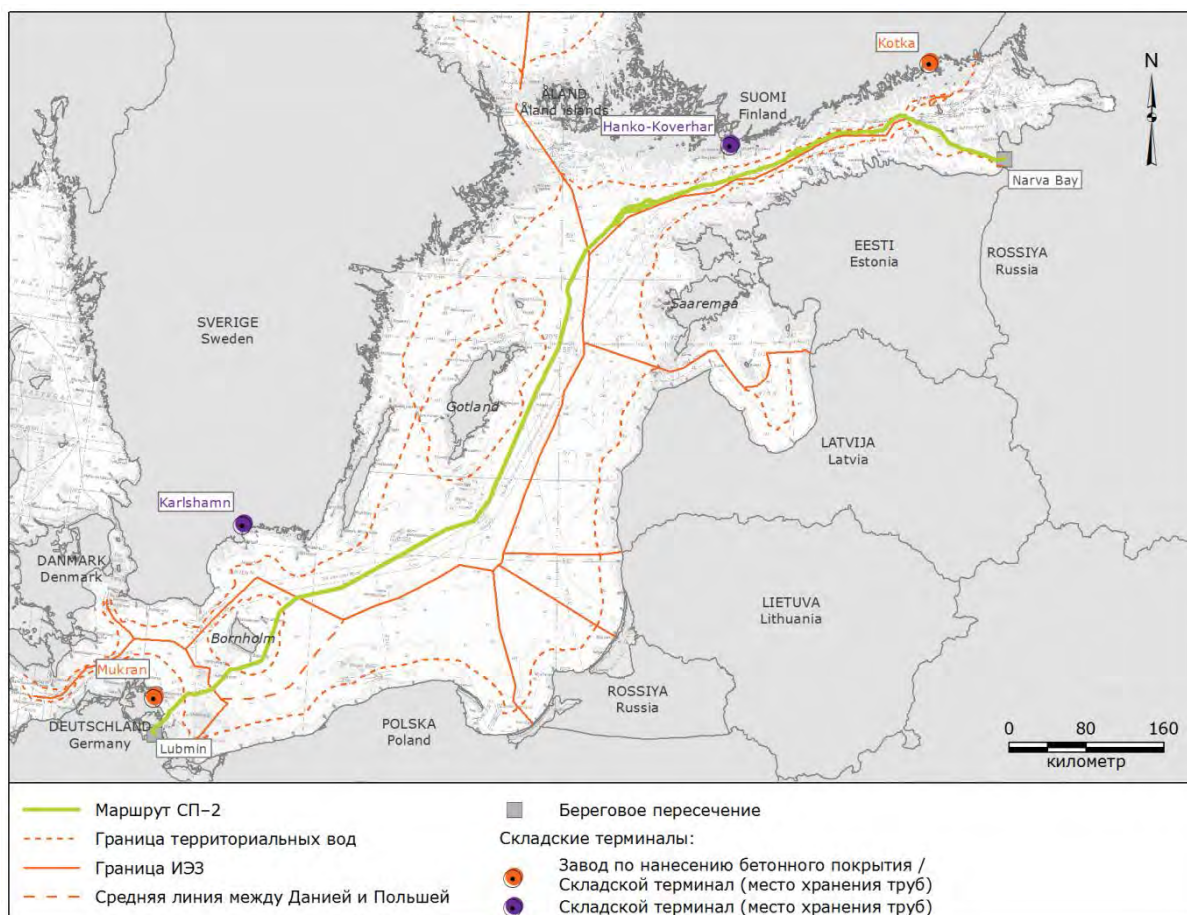 Kotka
N
ÅLAND
Åland islands
SUOMI
Finland
Hanko-Koverhar
Narva Bay
EESTI
Estonia
ROSSIYA
Russia
Saaremaa
SVERIGE
Sweden
Gotland
LATVIJA
Latvia
Karlshamn
DANMARK
Denmark
LIETUVA
Lithuania
Bornholm
Mukran
ROSSIYA
Russia
DEUTSCHLAND
Germany
Lubmin
POLSKA
Poland
0 80 160
километр
Маршрут СП–2
Граница территориальных вод
Граница ИЭЗ
Средняя линия между Данией и Польшей
Береговое пересечение
Складские терминалы:
Завод по нанесению бетонного покрытия /
Складской терминал (место хранения труб)
Складской терминал (место хранения труб)